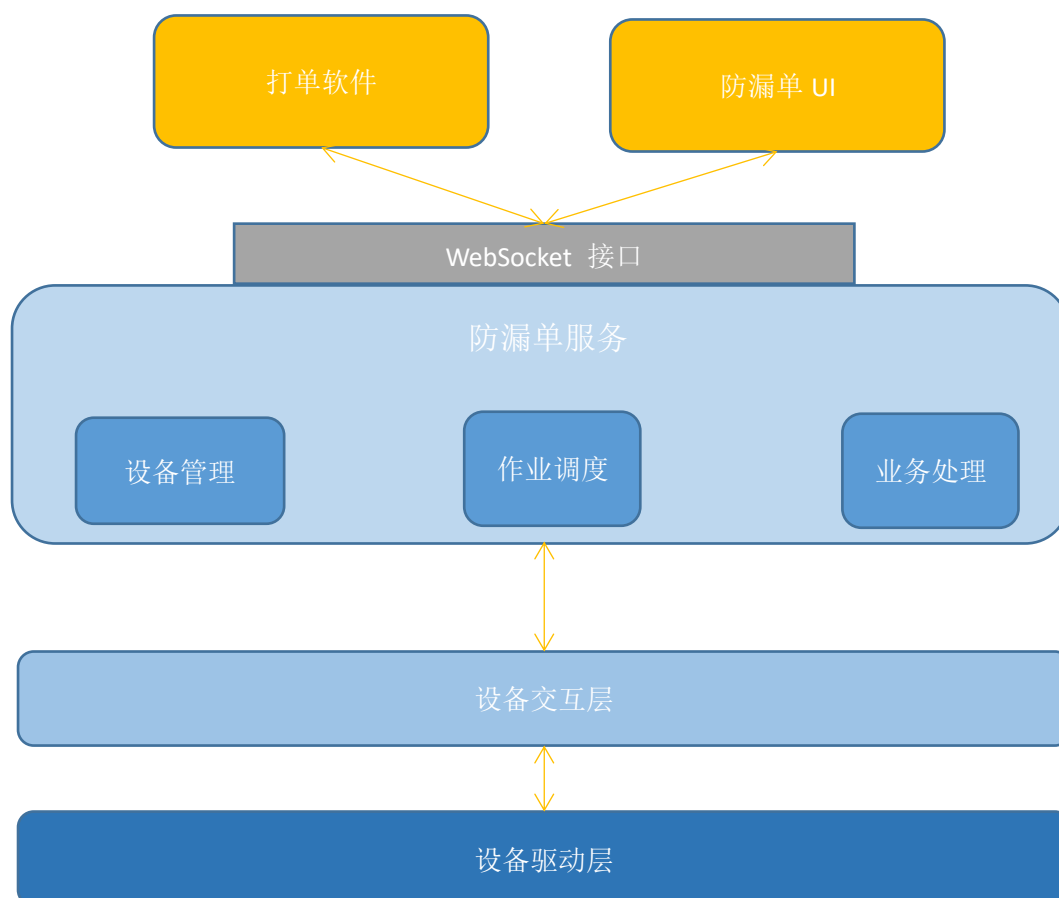 打单软件
防漏单 UI
WebSocket 接口
防漏单服务
设备管理
作业调度
业务处理
设备交互层
设备驱动层